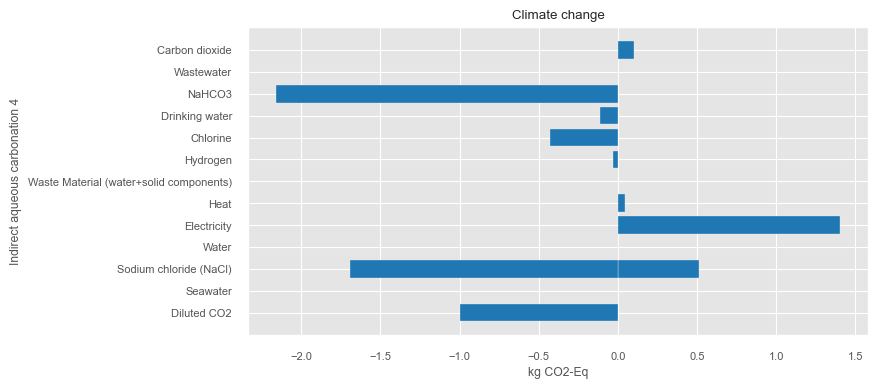 Climate change
Indirect aqueous carbonation 4
Carbon dioxide
Wastewater
NaHCO3
Drinking water
Chlorine
Hydrogen
Waste Material (water+solid components)
Heat
Electricity
Water
Sodium chloride (NaCl)
Seawater
Diluted CO2
−2.0 −1.5 −1.0 −0.5 0.0 0.5 1.0 1.5
kg CO2-Eq